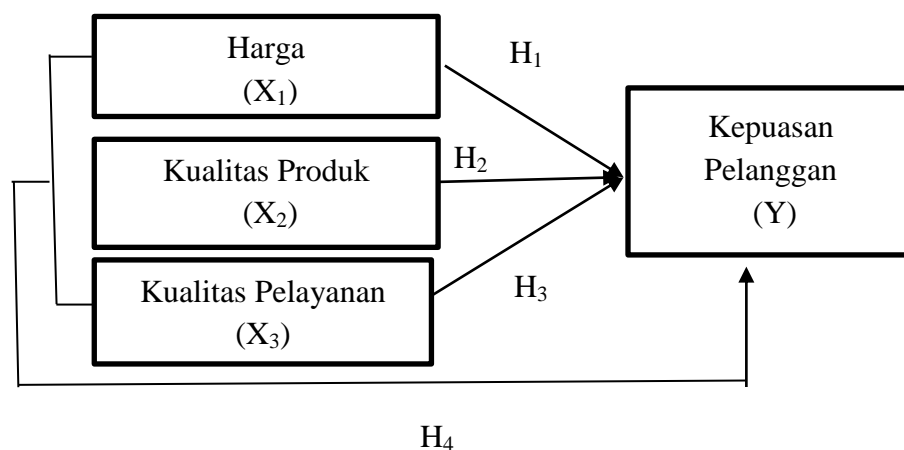 Harga
(X₁)
H₁
Kualitas Produk
(X₂)
H₂
Kepuasan
Pelanggan
(Y)
Kualitas Pelayanan
(X₃)
H₃
H₄